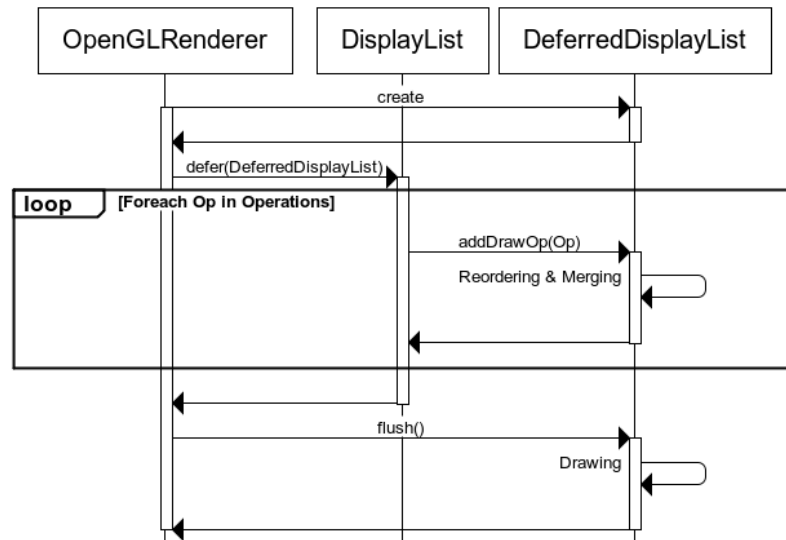 OpenGLRenderer
DisplayList
DeferredDisplayList
create
defer(DeferredDisplayList)
loop
[Foreach Op in Operations]
addDrawOp(Op)
Reordering & Merging
flush()
Drawing